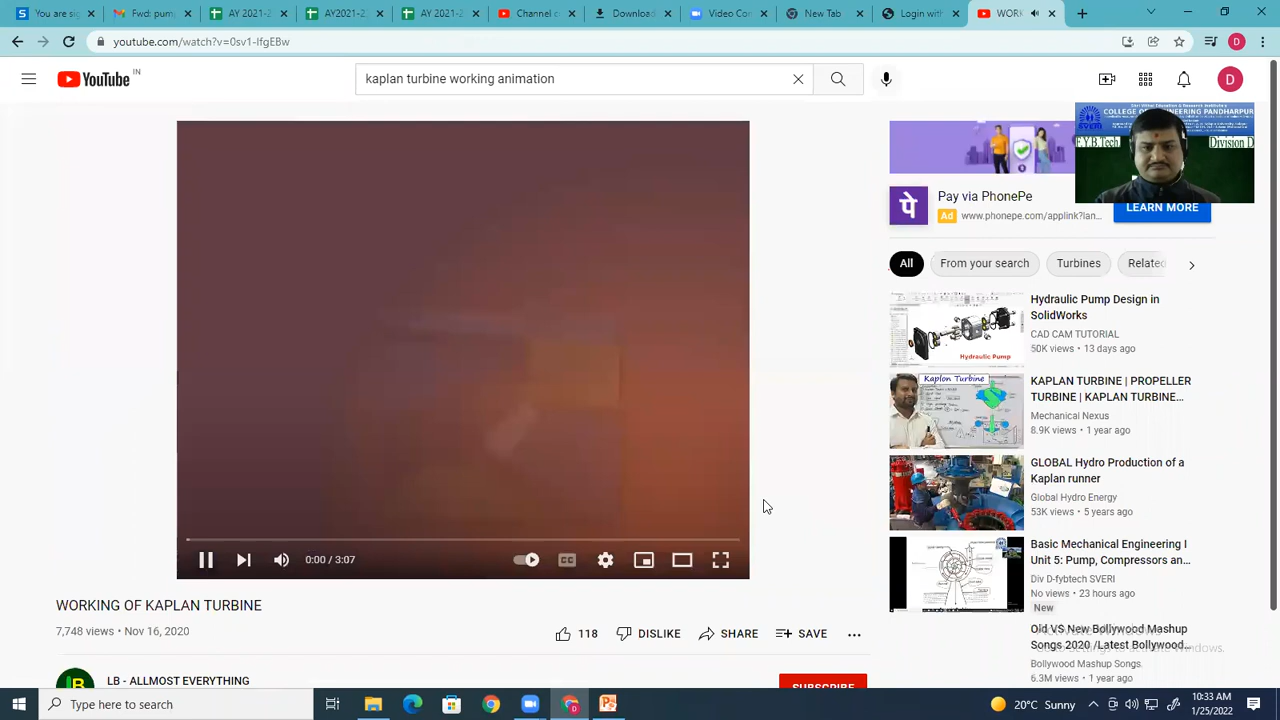 You are sig
Fwd: pum
AY2021-2
AY 2021-
AY 2021-
Channel c
Download
Video Co
New Tab
Login with
WOR
youtube.com/watch?v=0sv1-lfgEBw
YouTube IN
kaplan turbine working animation
D
COLLEGE OF ENGINEERING PANDHARPUR
SVERI
F.Y.B.Tech Division D
पे
Pay via PhonePe
Ad www.phonepe.com/applink?lan...
LEARN MORE
All From your search Turbines Related
Hydraulic Pump
Hydraulic Pump Design in
SolidWorks
CAD CAM TUTORIAL
50K views • 13 days ago
Kaplon Turbine
KAPLAN TURBINE | PROPELLER
TURBINE | KAPLAN TURBINE...
Mechanical Nexus
8.9K views • 1 year ago
GLOBAL Hydro Production of a
Kaplan runner
Global Hydro Energy
53K views • 5 years ago
Basic Mechanical Engineering I
Unit 5: Pump, Compressors an...
Div D-fybtech SVERI
No views • 23 hours ago
New
Old VS New Bollywood Mashup
Songs 2020 /Latest Bollywood...
Bollywood Mashup Songs.
6.3M views • 1 year ago
0:00 / 3:07
CC
WORKING OF KAPLAN TURBINE
7,748 views • Nov 16, 2020
118 DISLIKE SHARE SAVE
LB - ALLMOST EVERYTHING
SUBSCRIBE
Type here to search
20°C Sunny
10:33 AM
1/25/2022